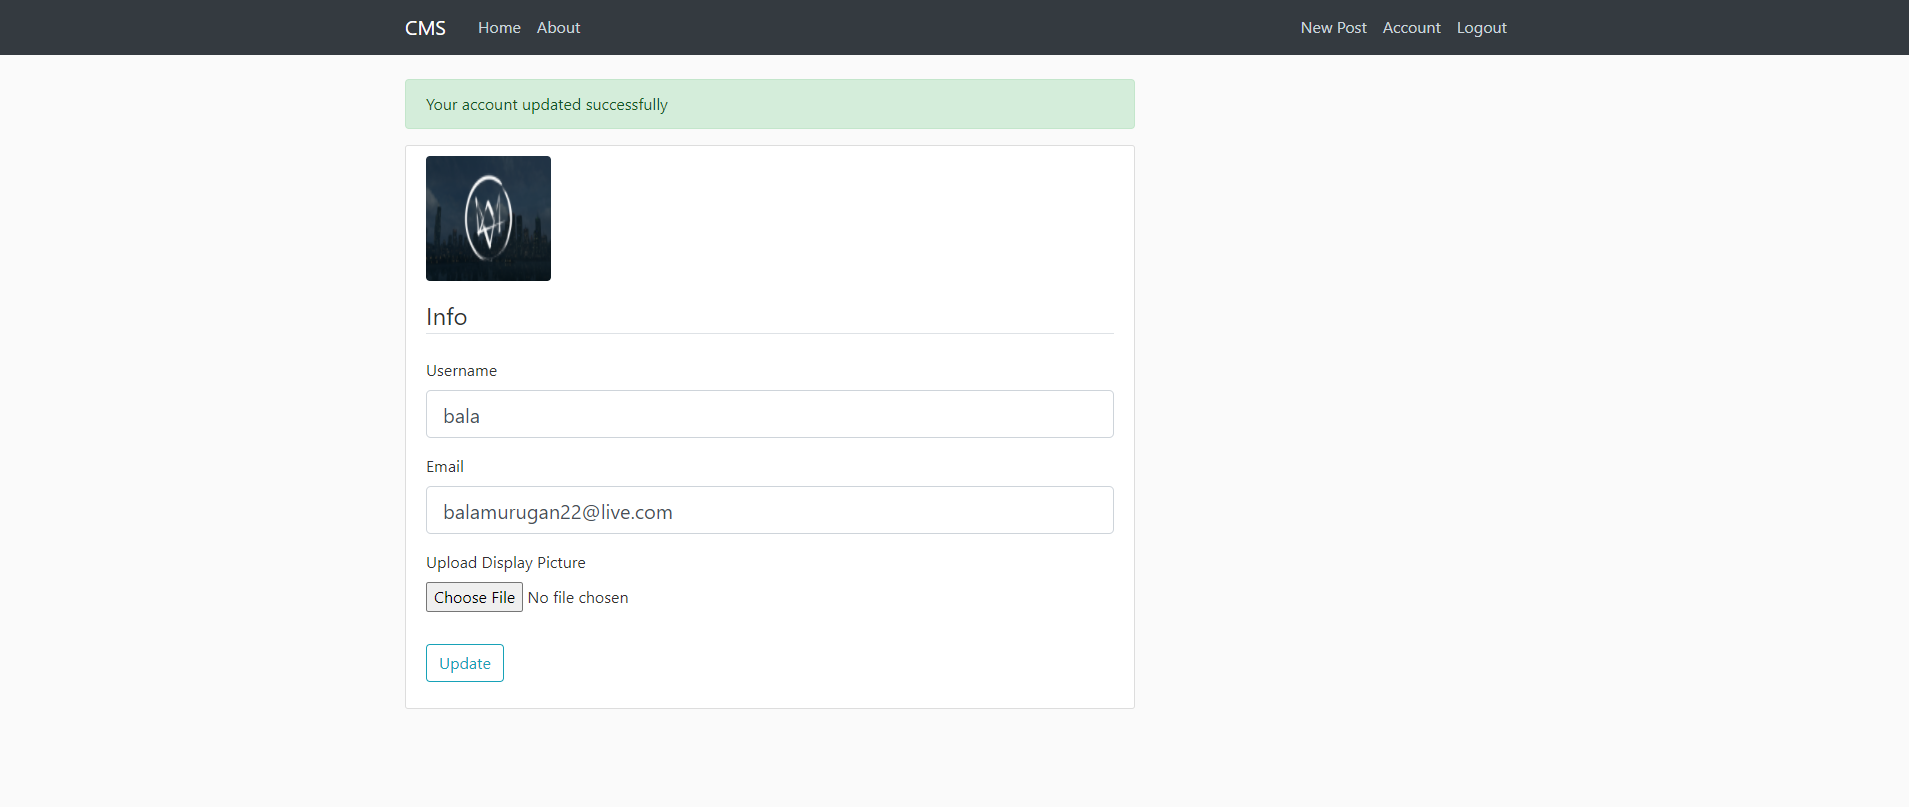 CMS Home About New Post Account Logout
Your account updated successfully
Info
Username
bala
Email
balamurugan22@live.com
Upload Display Picture
Choose File No file chosen
Update